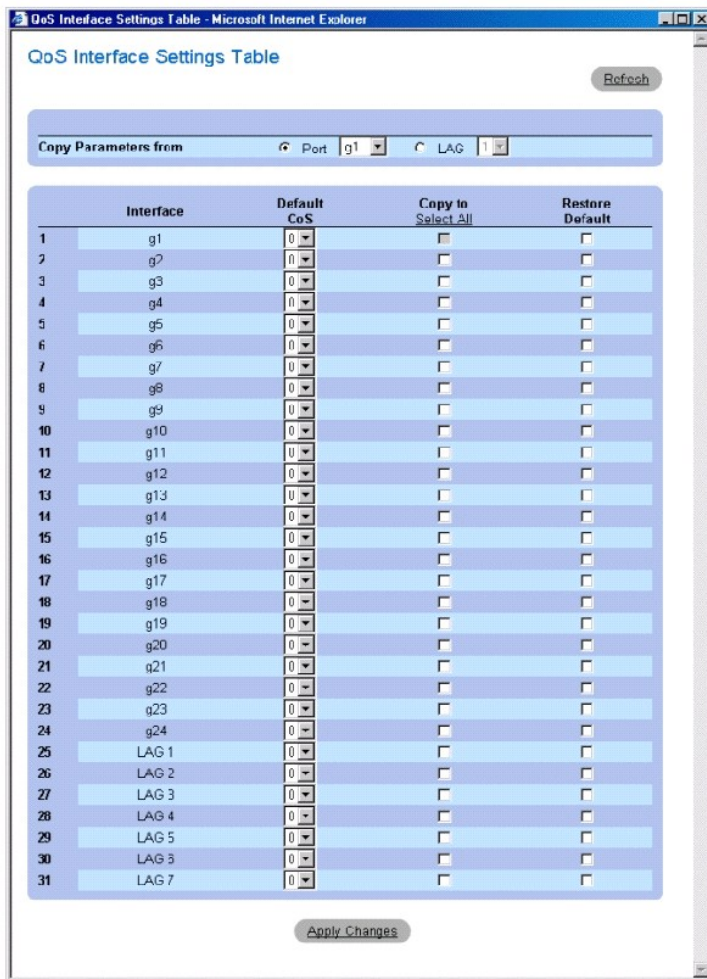 QoS Interface Settings Table - Microsoft Internet Explorer
QoS Interface Settings Table
Refresh
Copy Parameters from Port g1 LAG 1
Interface Default CoS Copy to Select All Restore Default
1 g1 0
2 g2 0
3 g3 0
4 g4 0
5 g5 0
6 g6 0
7 g7 0
8 g8 0
9 g9 0
10 g10 0
11 g11 0
12 g12 0
13 g13 0
14 g14 0
15 g15 0
16 g16 0
17 g17 0
18 g18 0
19 g19 0
20 g20 0
21 g21 0
22 g22 0
23 g23 0
24 g24 0
25 LAG 1 0
26 LAG 2 0
27 LAG 3 0
28 LAG 4 0
29 LAG 5 0
30 LAG 6 0
31 LAG 7 0
Apply Changes